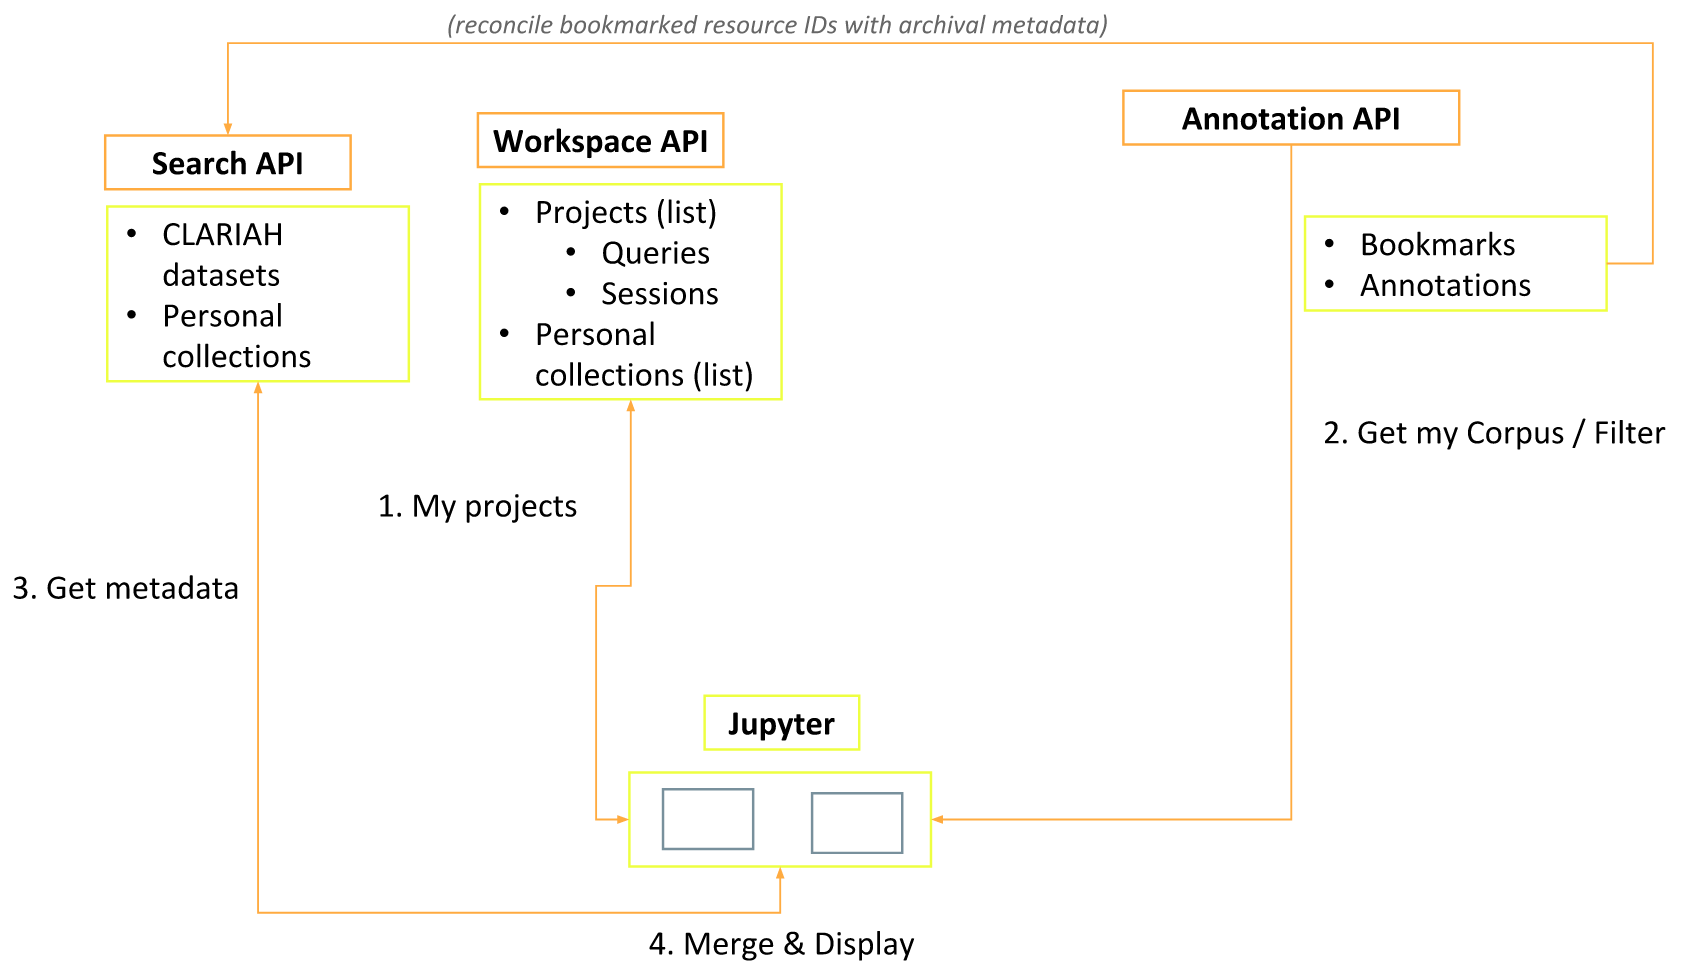 (reconcile bookmarked resource IDs with archival metadata)
Search API
• CLARIAH
datasets
• Personal
collections
Workspace API
• Projects (list)
• Queries
• Sessions
• Personal
collections (list)
Annotation API
• Bookmarks
• Annotations
2. Get my Corpus / Filter
1. My projects
3. Get metadata
Jupyter
4. Merge & Display